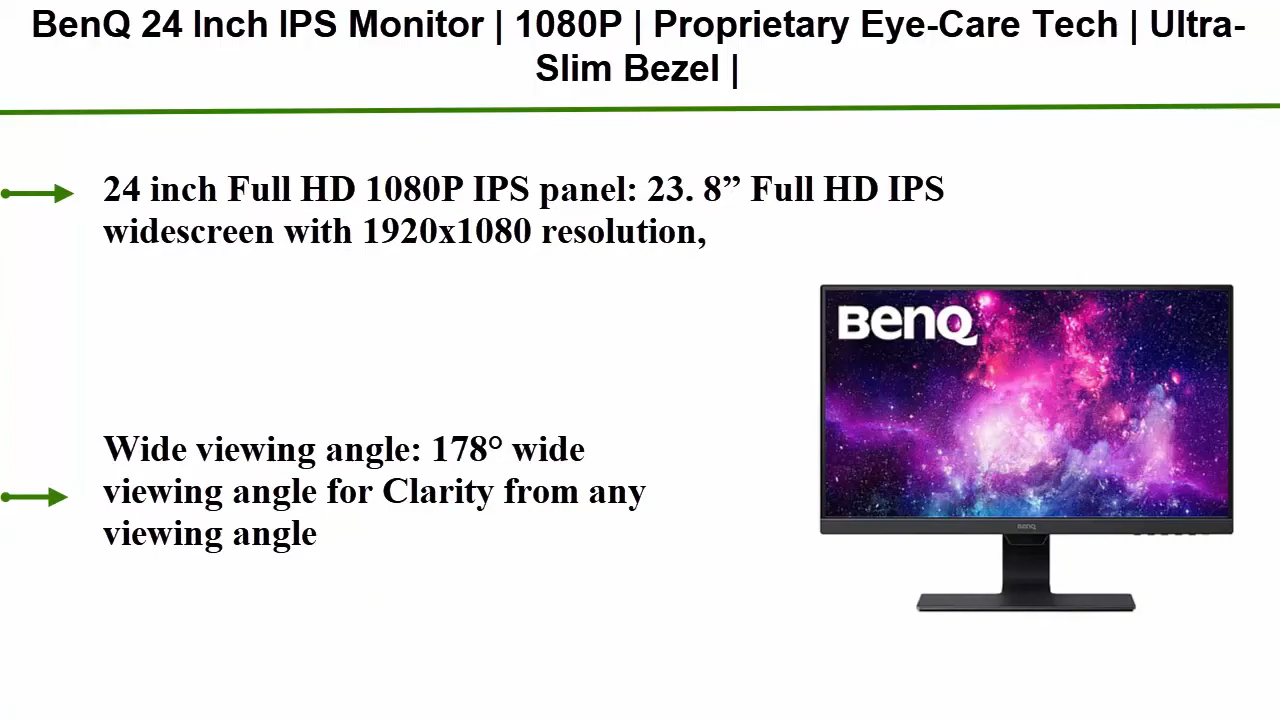 BenQ 24 Inch IPS Monitor | 1080P | Proprietary Eye-Care Tech | Ultra-
Slim Bezel |
24 inch Full HD 1080P IPS panel: 23. 8” Full HD IPS
widescreen with 1920x1080 resolution,
BenQ
Wide viewing angle: 178° wide
viewing angle for Clarity from any
viewing angle
BenQ